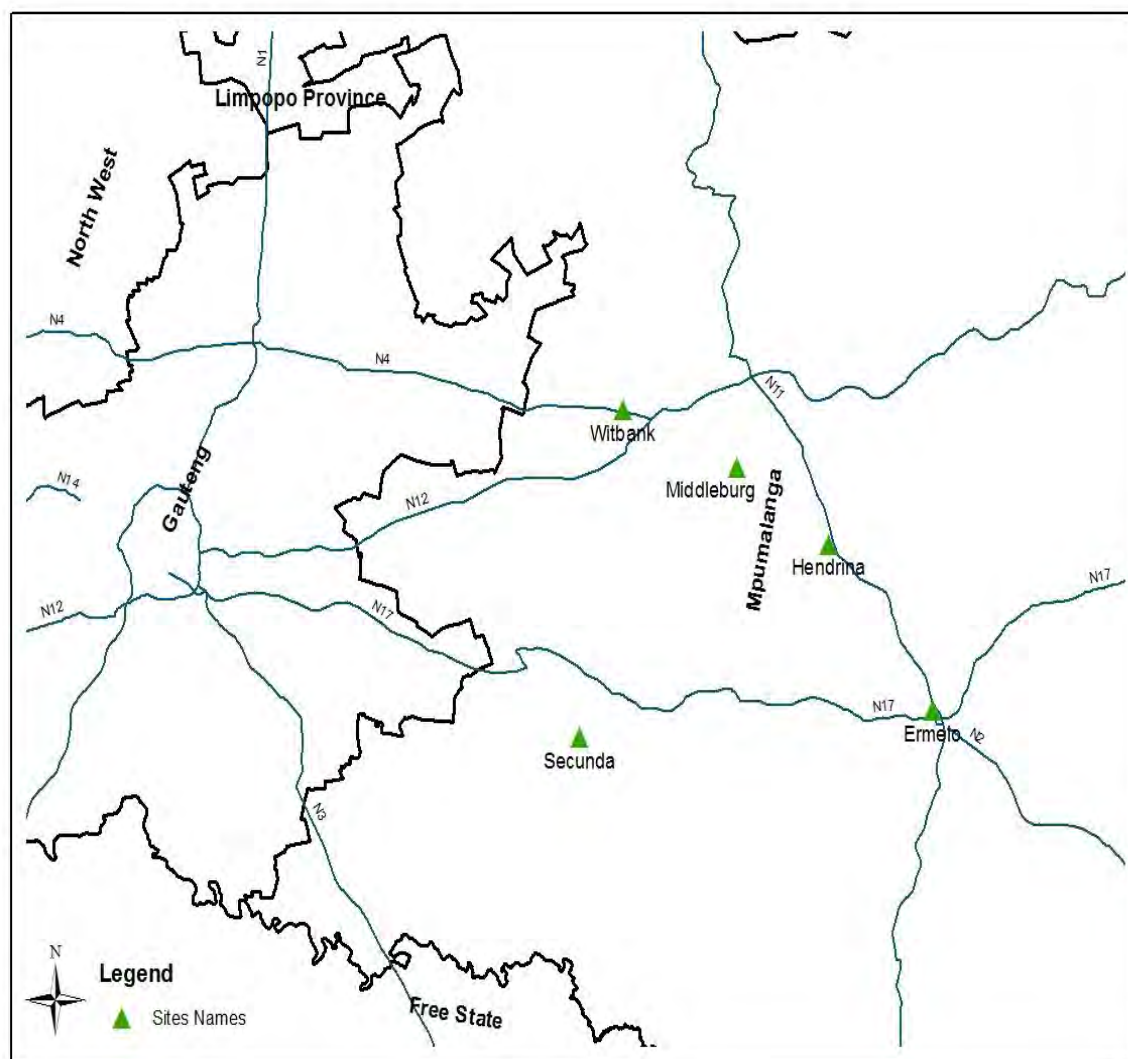 N1
Limpopo Province
North West
N4
N4
N11
Witbank
Gauteng
N14
Middleburg
N12
Mpumalanga
Hendrina
N17
N12
N17
N17
Ermelo
N2
Secunda
N3
N
Legend
Sites Names
Free State